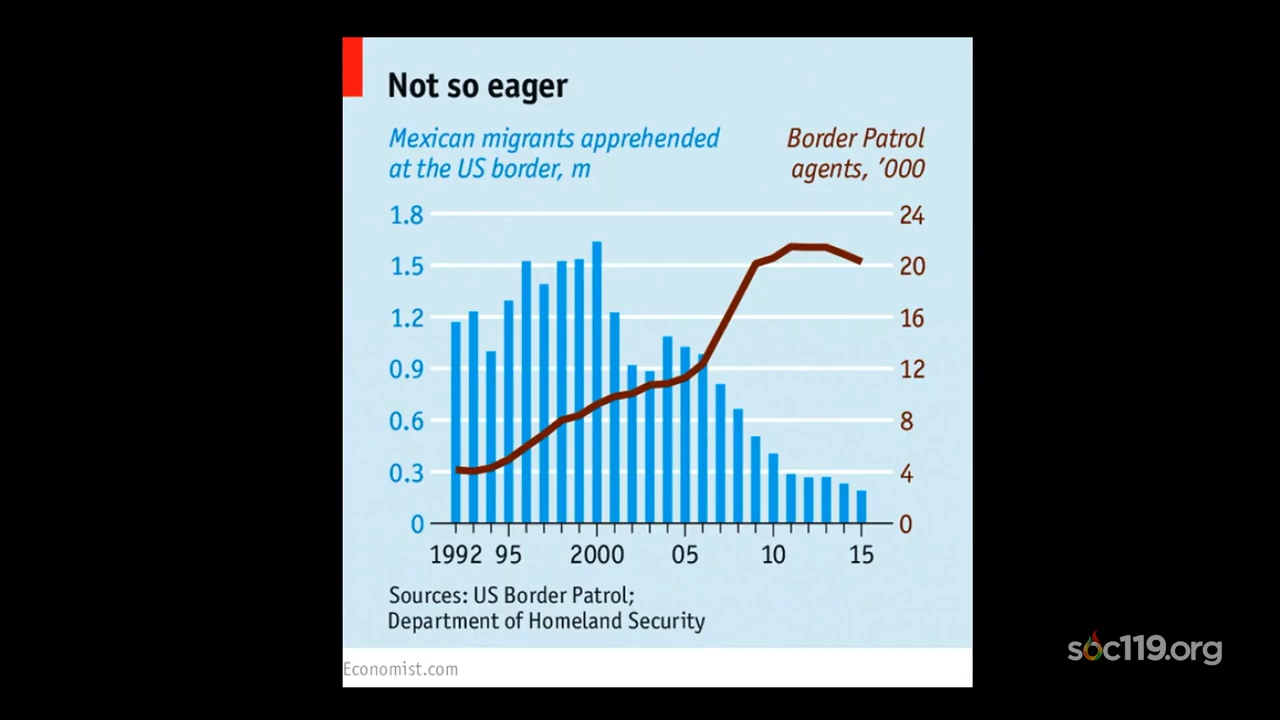 Not so eager
Mexican migrants apprehended
at the US border, m
Border Patrol
agents, ’000
1.8
24
1.5
20
1.2
16
0.9
12
0.6
8
0.3
4
0
0
1992 95 2000 05 10 15
Sources: US Border Patrol;
Department of Homeland Security
Economist.com
soc119.org